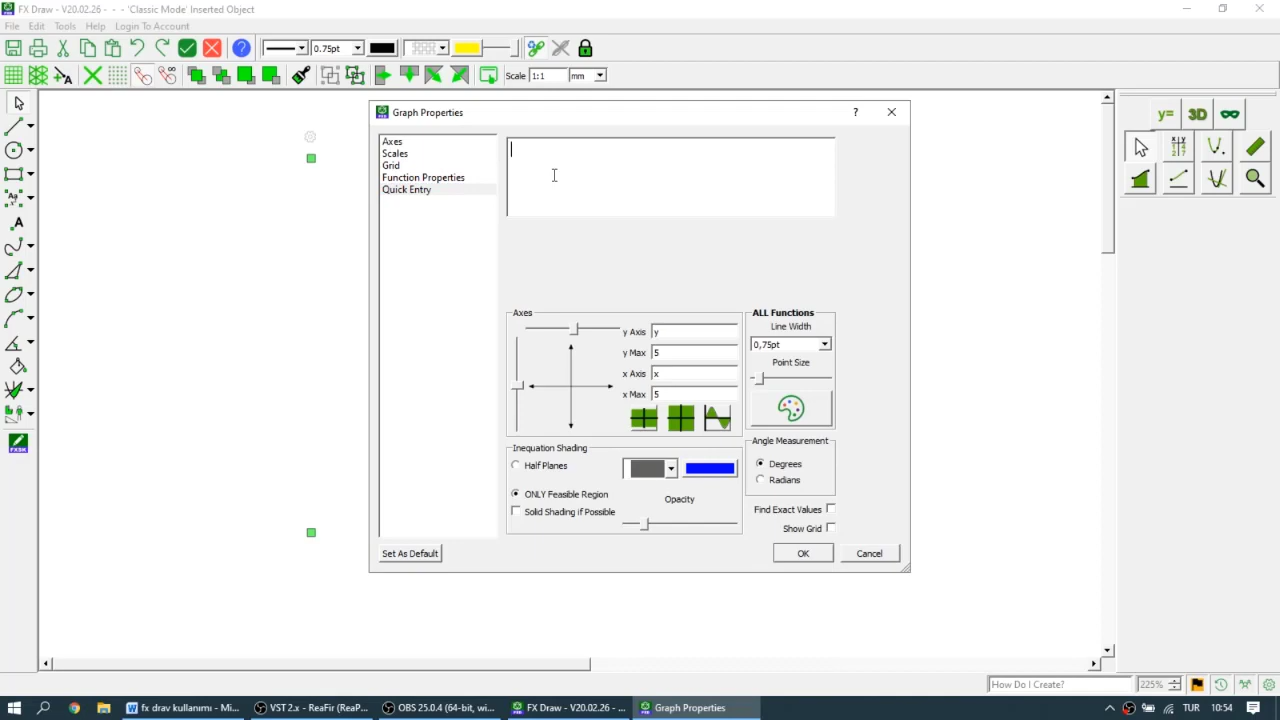 FX Draw - V20.02.26 - - - 'Classic Mode' Inserted Object
File Edit Tools Help Login To Account
0.75pt
Scale 1:1 mm
Graph Properties
?
Axes
Scales
Grid
Function Properties
Quick Entry
y=
3D
Axes
y Axis y
y Max 5
x Axis x
x Max 5
ALL Functions
Line Width
0,75pt
Point Size
Inequation Shading
Half Planes
ONLY Feasible Region
Solid Shading if Possible
Opacity
Angle Measurement
Degrees
Radians
Find Exact Values
Show Grid
Set As Default
OK
Cancel
How Do I Create?
225%
fx drav kullanımı - Mi...
VST 2.x - ReaFir (ReaP...
OBS 25.0.4 (64-bit, wi...
FX Draw - V20.02.26 - ...
Graph Properties
TUR
10:54